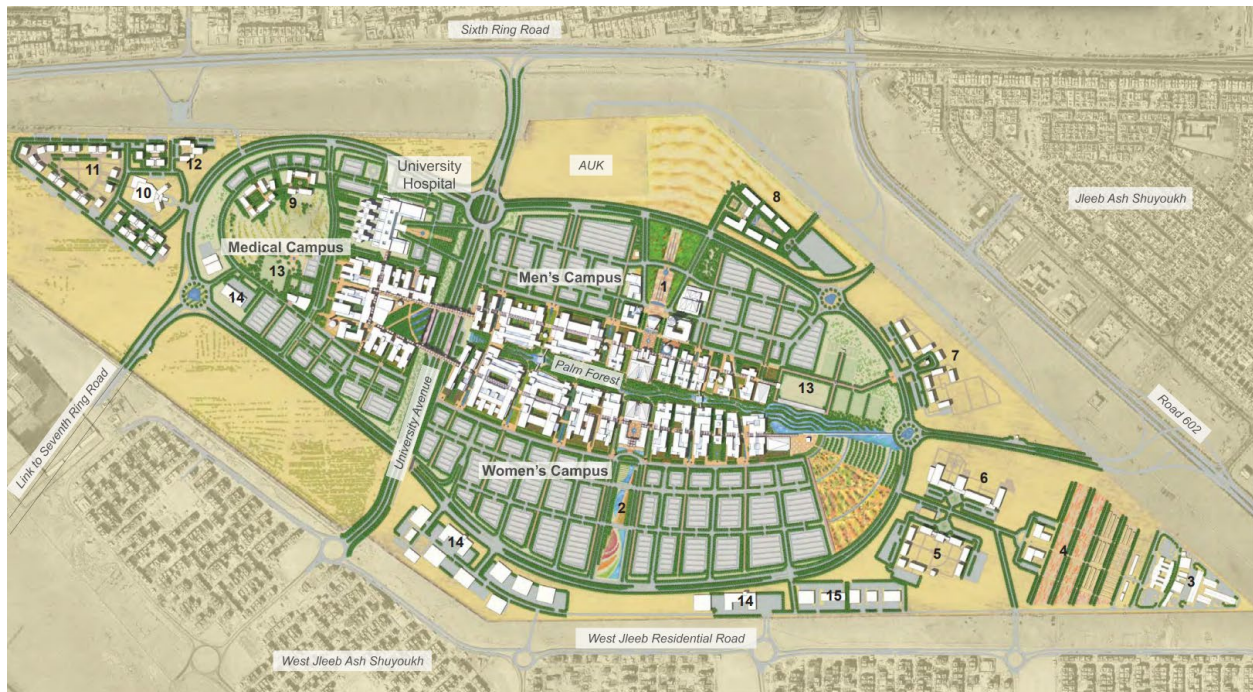 Sixth Ring Road
AUK
University
Hospital
Jleeb Ash Shuyoukh
11
12
10
9
8
Medical Campus
Men's Campus
13
1
14
Palm Forest
7
13
Link to Seventh Ring Road
University Avenue
Road 602
Women's Campus
6
2
14
5
4
3
14
15
West Jleeb Residential Road
West Jleeb Ash Shuyoukh